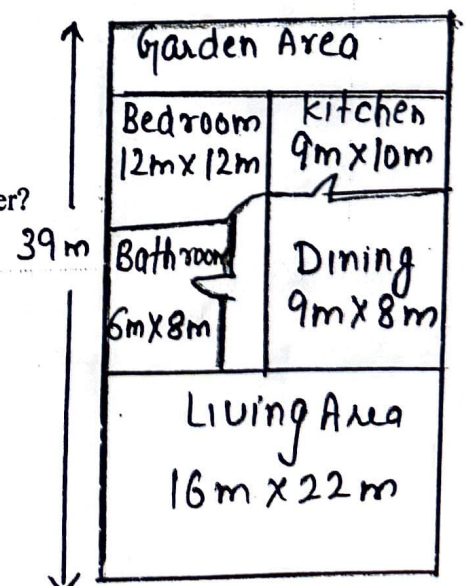 Garden Area
Bedroom
12m x 12m
Kitchen
9m x 10m
er?
39m
Bathroom
6m x 8m
Dining
9m x 8m
Living Area
16m x 22m